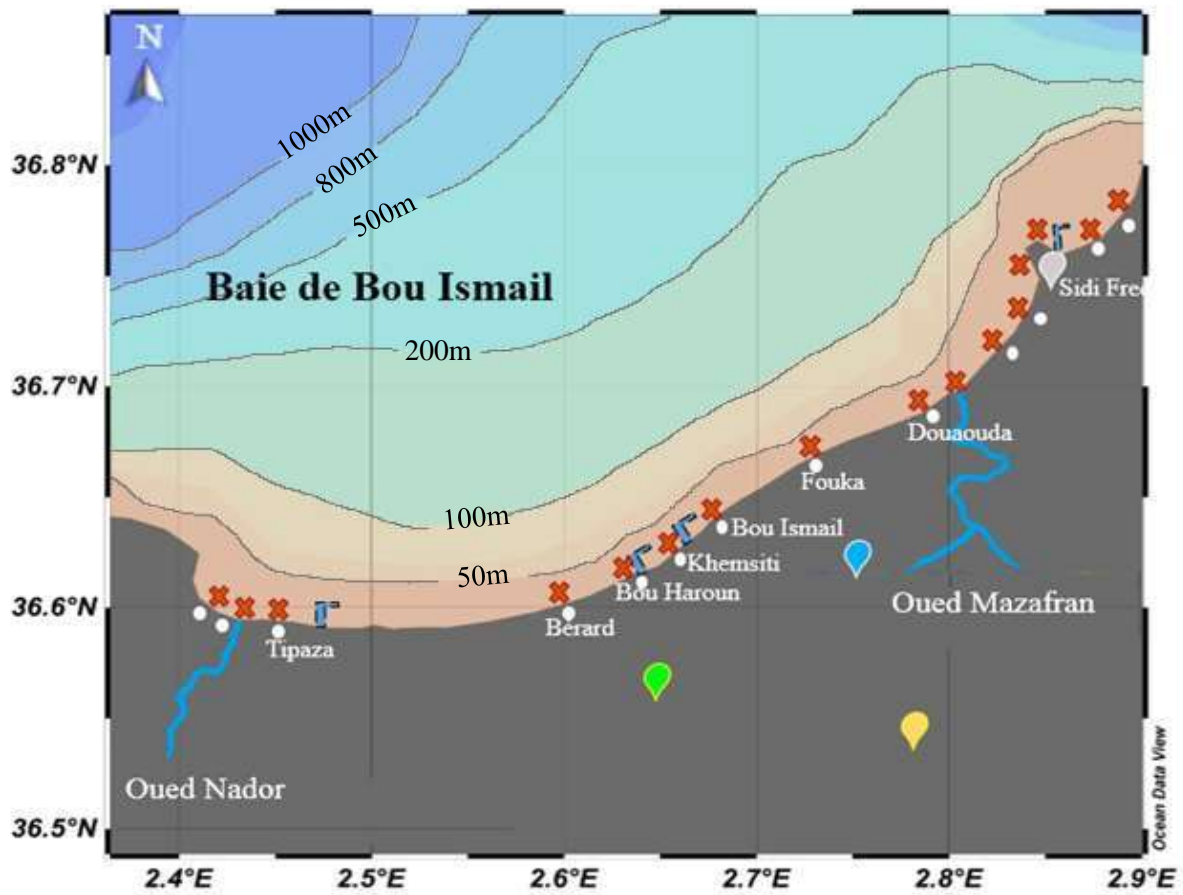 N
1000m
800m
36.8°N
500m
Baie de Bou Ismail
Sidi Fred
200m
36.7°N
Douaouda
Fouka
100m
Bou Ismail
Khemsiti
50m
Bou Haroun
36.6°N
Oued Mazafran
Berard
Tipaza
Oued Nador
Ocean Data View
36.5°N
2.4°E
2.5°E
2.6°E
2.7°E
2.8°E
2.9°E